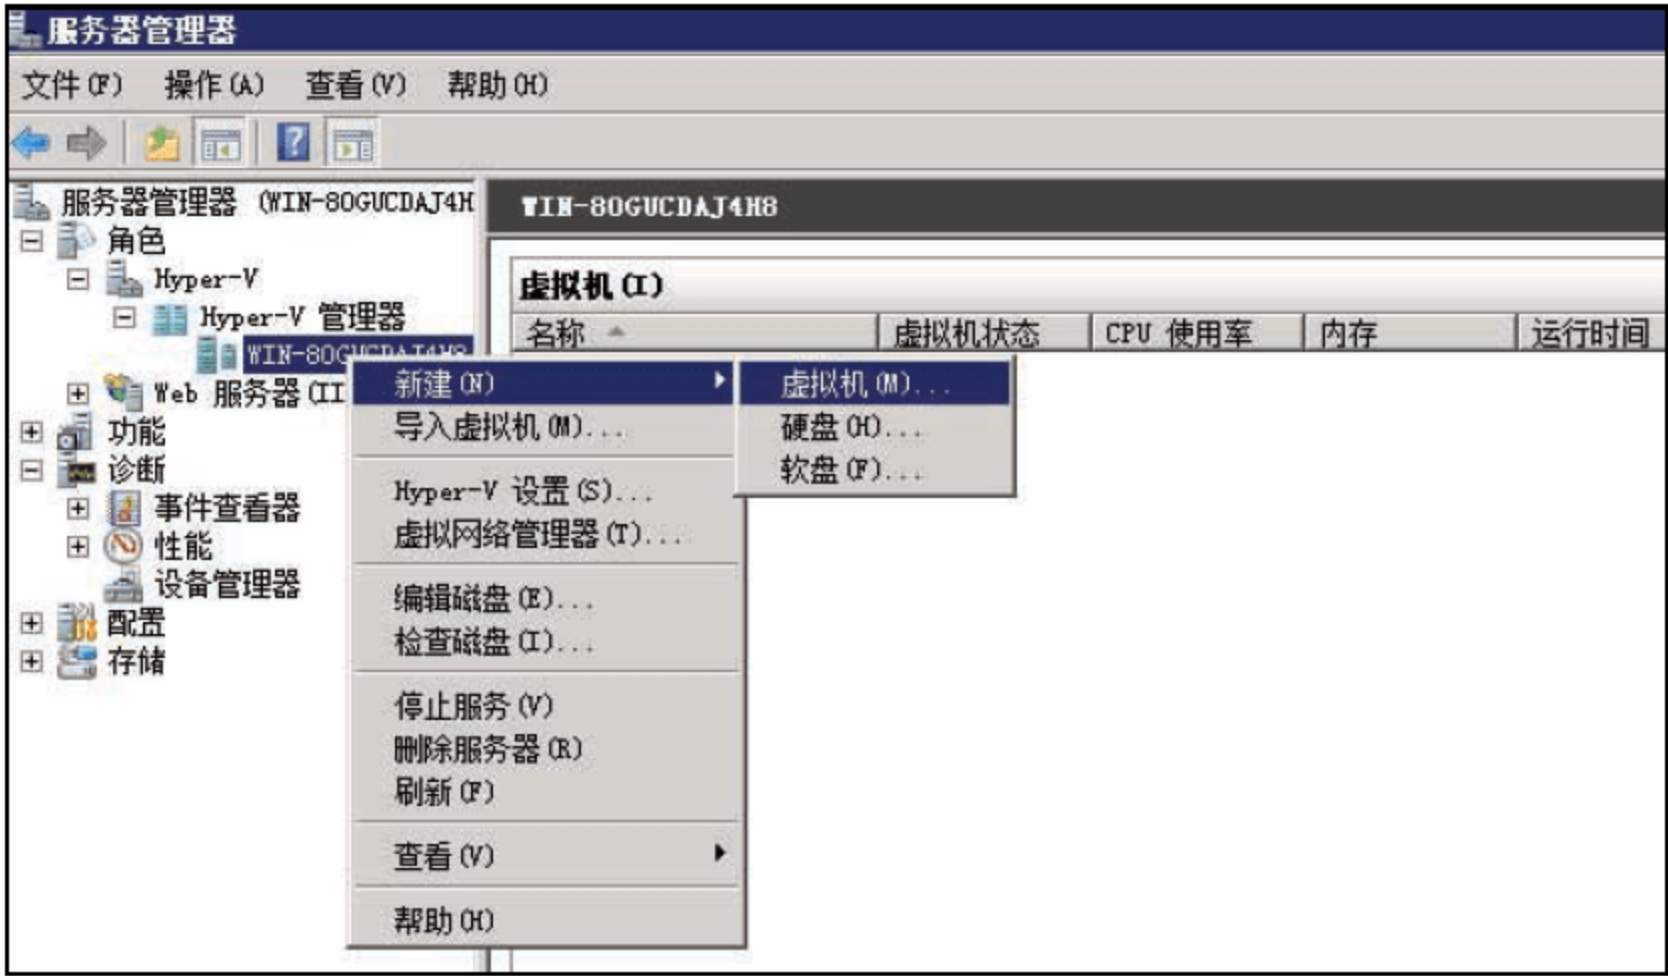 服务器管理器
文件(F) 操作(A) 查看(V) 帮助(H)
服务器管理器 (WIN-80GUCDAJ4H
角色
Hyper-V
Hyper-V 管理器
WIN-80GUCDAJ4H8
Web 服务器(II
功能
诊断
事件查看器
性能
设备管理器
配置
存储
WIN-80GUCDAJ4H8
虚拟机(I)
名称 虚拟机状态 CPU 使用率 内存 运行时间
新建(N)
导入虚拟机(M)...
Hyper-V 设置(S)...
虚拟网络管理器(T)...
编辑磁盘(E)...
检查磁盘(I)...
停止服务(V)
删除服务器(R)
刷新(F)
查看(V)
帮助(H)
虚拟机(M)...
硬盘(H)...
软盘(F)...